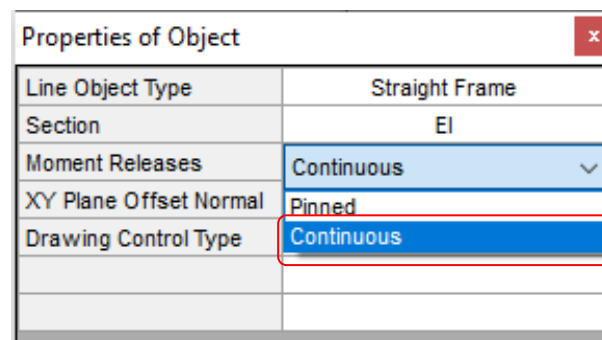 Properties of Object x
Line Object Type Straight Frame
Section EI
Moment Releases Continuous
XY Plane Offset Normal Pinned
Drawing Control Type Continuous